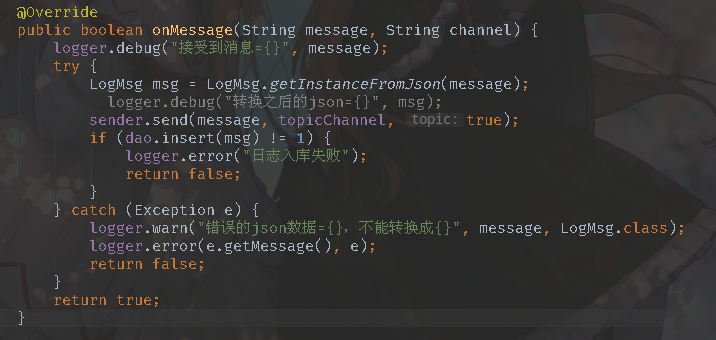 @Override
public boolean onMessage(String message, String channel) {
    logger.debug("接受到消息={}", message);
    try {
        LogMsg msg = LogMsg.getInstanceFromJson(message);
          logger.debug("转换之后的json={}", msg);
        sender.send(message, topicChannel, topic: true);
        if (dao.insert(msg) != 1) {
            logger.error("日志入库失败");
            return false;
        }
    } catch (Exception e) {
        logger.warn("错误的json数据={}，不能转换成{}", message, LogMsg.class);
        logger.error(e.getMessage(), e);
        return false;
    }
    return true;
}